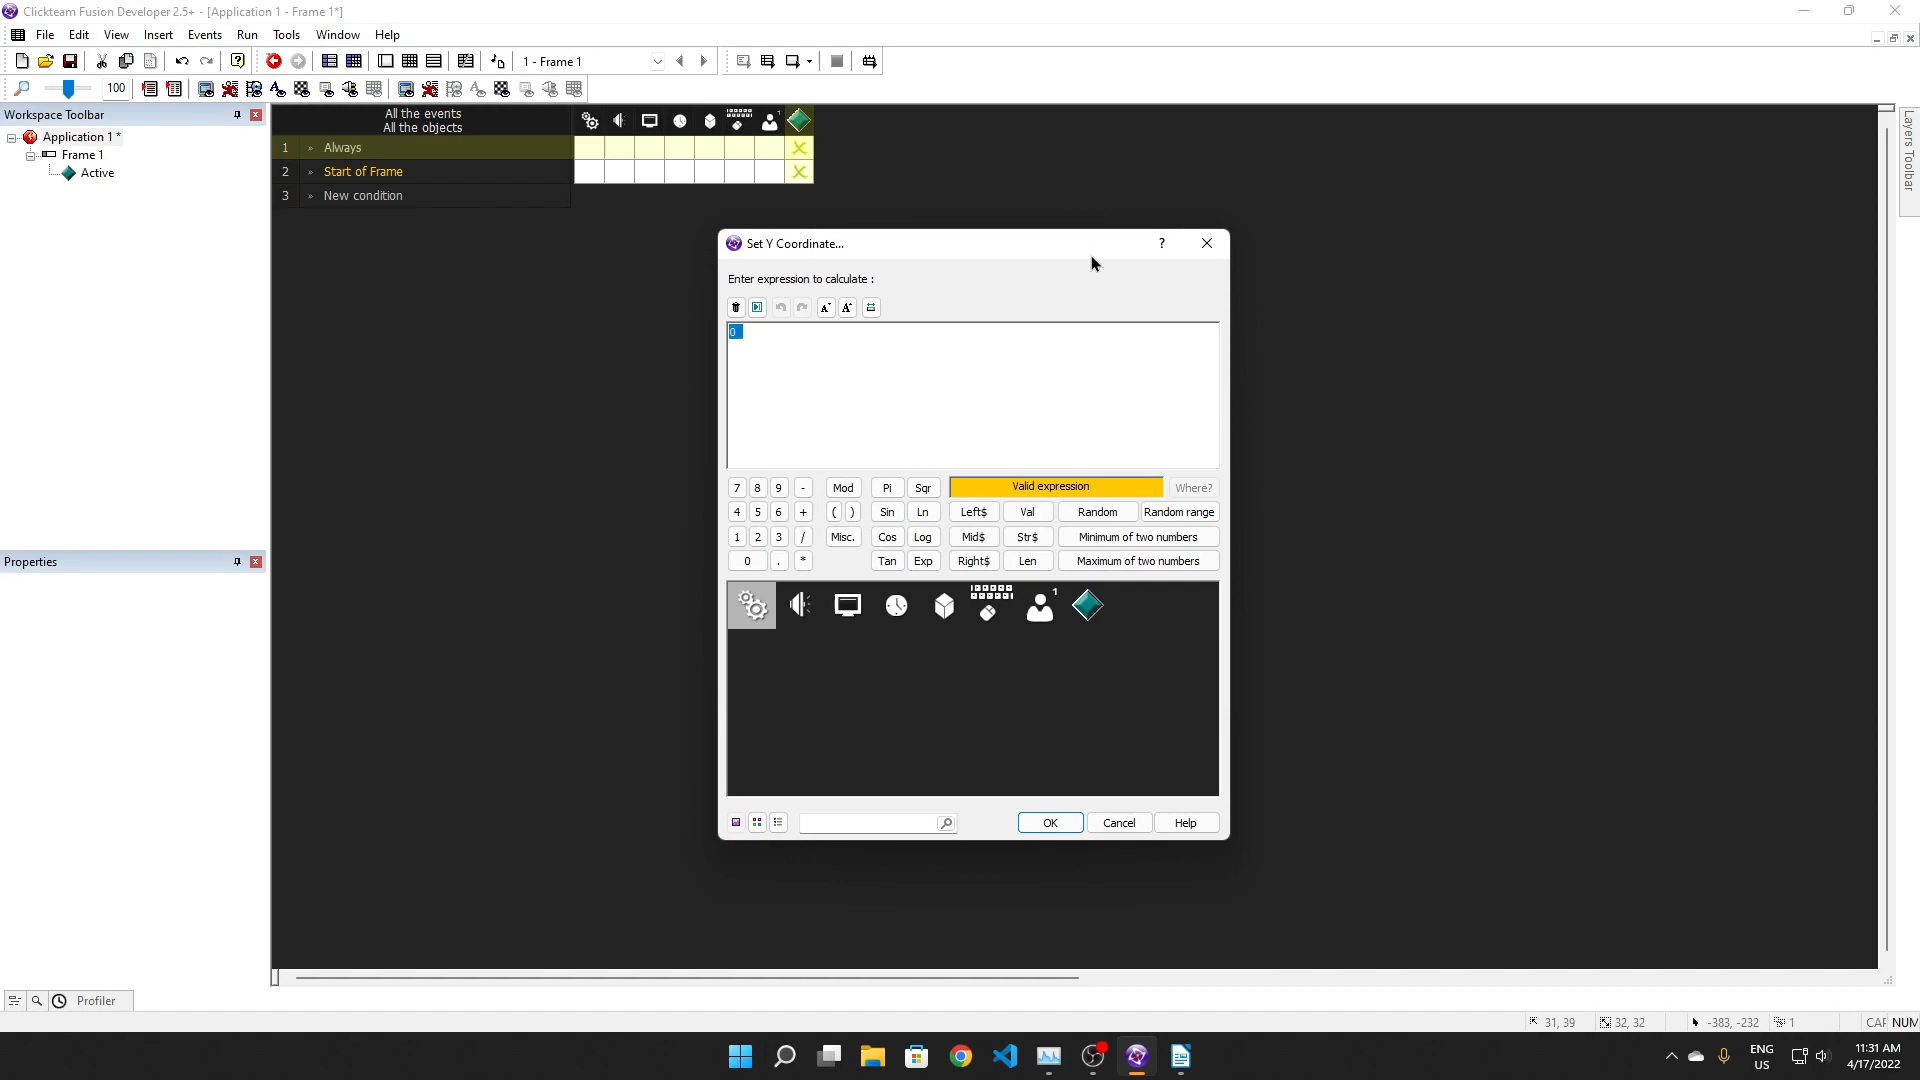 Clickteam Fusion Developer 2.5+ - [Application 1 - Frame 1*]
File Edit View Insert Events Run Tools Window Help
1 - Frame 1
100
Workspace Toolbar
Application 1 *
Frame 1
Active
All the events
All the objects
1 Always
2 Start of Frame
3 New condition
Layers Toolbar
Set Y Coordinate...
?
Enter expression to calculate :
0
7 8 9 - Mod Pi Sqr Valid expression Where?
4 5 6 + ( ) Sin Ln Left$ Val Random Random range
1 2 3 / Misc. Cos Log Mid$ Str$ Minimum of two numbers
0 . * Tan Exp Right$ Len Maximum of two numbers
1
OK Cancel Help
Properties
Profiler
31, 39 32, 32 -383, -232 1 CAP NUM
ENG
US
11:31 AM
4/17/2022